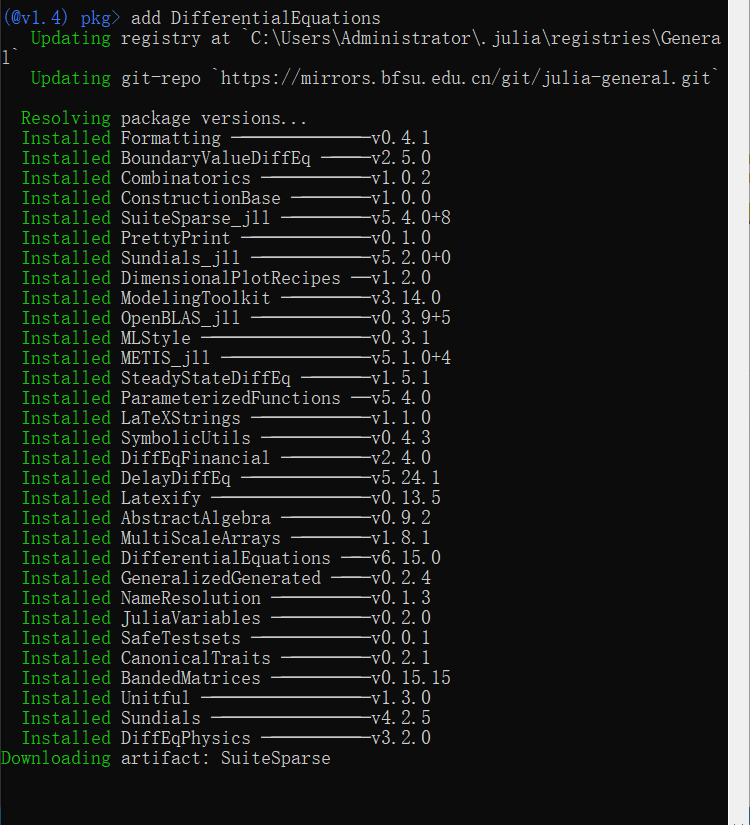 (@v1.4) pkg> add DifferentialEquations
Updating registry at `C:\Users\Administrator\.julia\registries\Genera
l`
Updating git-repo `https://mirrors.bfsu.edu.cn/git/julia-general.git`
Resolving package versions...
Installed Formatting ──────────────v0.4.1
Installed BoundaryValueDiffEq ─────v2.5.0
Installed Combinatorics ───────────v1.0.2
Installed ConstructionBase ────────v1.0.0
Installed SuiteSparse_jll ─────────v5.4.0+8
Installed PrettyPrint ─────────────v0.1.0
Installed Sundials_jll ────────────v5.2.0+0
Installed DimensionalPlotRecipes ──v1.2.0
Installed ModelingToolkit ─────────v3.14.0
Installed OpenBLAS_jll ────────────v0.3.9+5
Installed MLStyle ─────────────────v0.3.1
Installed METIS_jll ───────────────v5.1.0+4
Installed SteadyStateDiffEq ───────v1.5.1
Installed ParameterizedFunctions ──v5.4.0
Installed LaTeXStrings ────────────v1.1.0
Installed SymbolicUtils ───────────v0.4.3
Installed DiffEqFinancial ─────────v2.4.0
Installed DelayDiffEq ─────────────v5.24.1
Installed Latexify ────────────────v0.13.5
Installed AbstractAlgebra ─────────v0.9.2
Installed MultiScaleArrays ────────v1.8.1
Installed DifferentialEquations ───v6.15.0
Installed GeneralizedGenerated ────v0.2.4
Installed NameResolution ──────────v0.1.3
Installed JuliaVariables ──────────v0.2.0
Installed SafeTestsets ────────────v0.0.1
Installed CanonicalTraits ─────────v0.2.1
Installed BandedMatrices ──────────v0.15.15
Installed Unitful ─────────────────v1.3.0
Installed Sundials ────────────────v4.2.5
Installed DiffEqPhysics ───────────v3.2.0
Downloading artifact: SuiteSparse